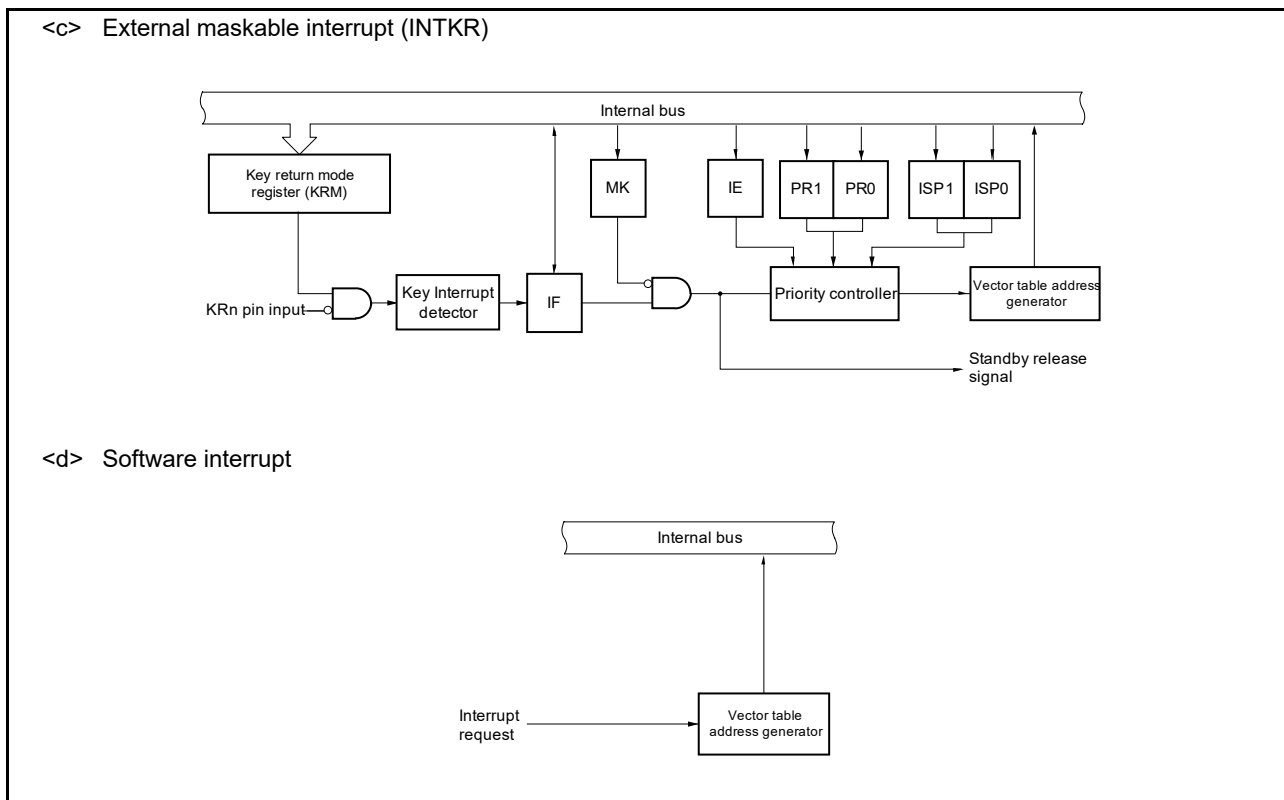 <c> External maskable interrupt (INTKR)
Internal bus
Key return mode
register (KRM)
MK
IE
PR1
PR0
ISP1
ISP0
KRn pin input
Key Interrupt
detector
IF
Priority controller
Vector table address
generator
Standby release
signal
<d> Software interrupt
Internal bus
Interrupt
request
Vector table
address generator